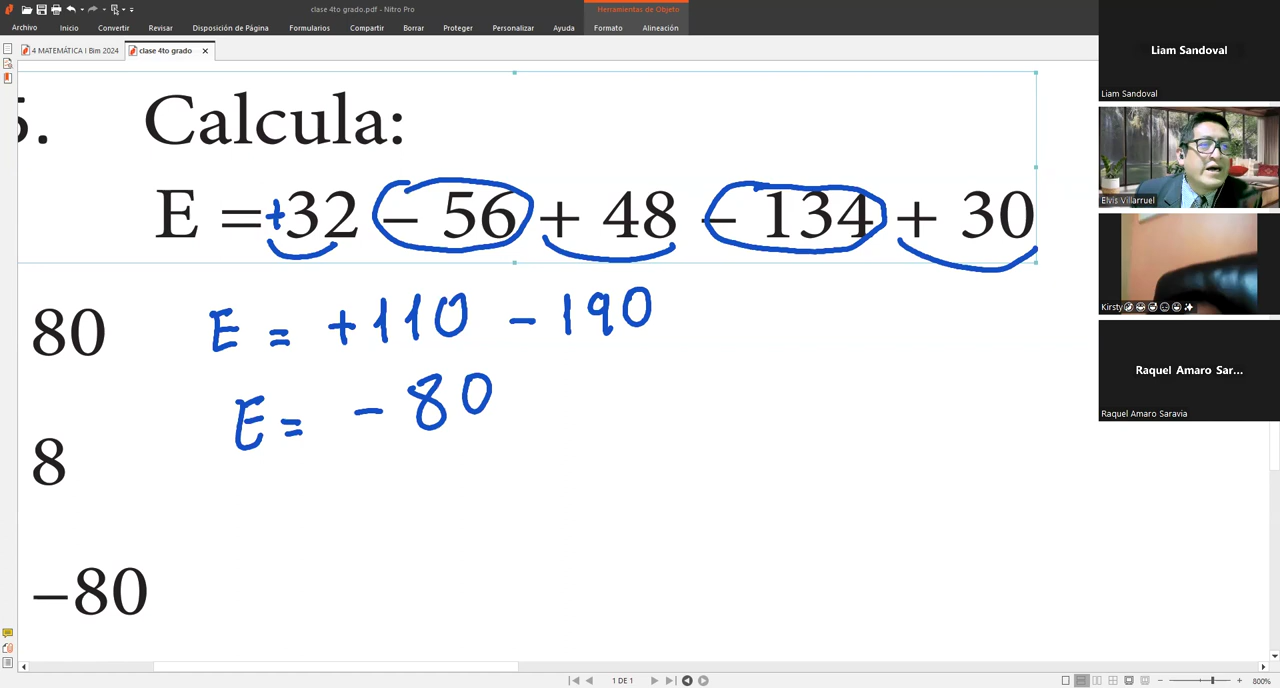 clase 4to grado.pdf - Nitro Pro
Herramientas de Objeto
Archivo Inicio Convertir Revisar Disposición de Página Formularios Compartir Borrar Proteger Personalizar Ayuda Formato Alineación
4 MATEMÁTICA I Bim 2024 clase 4to grado
Calcula:
E = +32 − 56 + 48 − 134 + 30
E = +110 - 190
E = - 80
80
8
−80
Liam Sandoval
Liam Sandoval
Elvis Villarruel
Kirsty
Raquel Amaro Sar...
Raquel Amaro Saravia
1 DE 1
800%